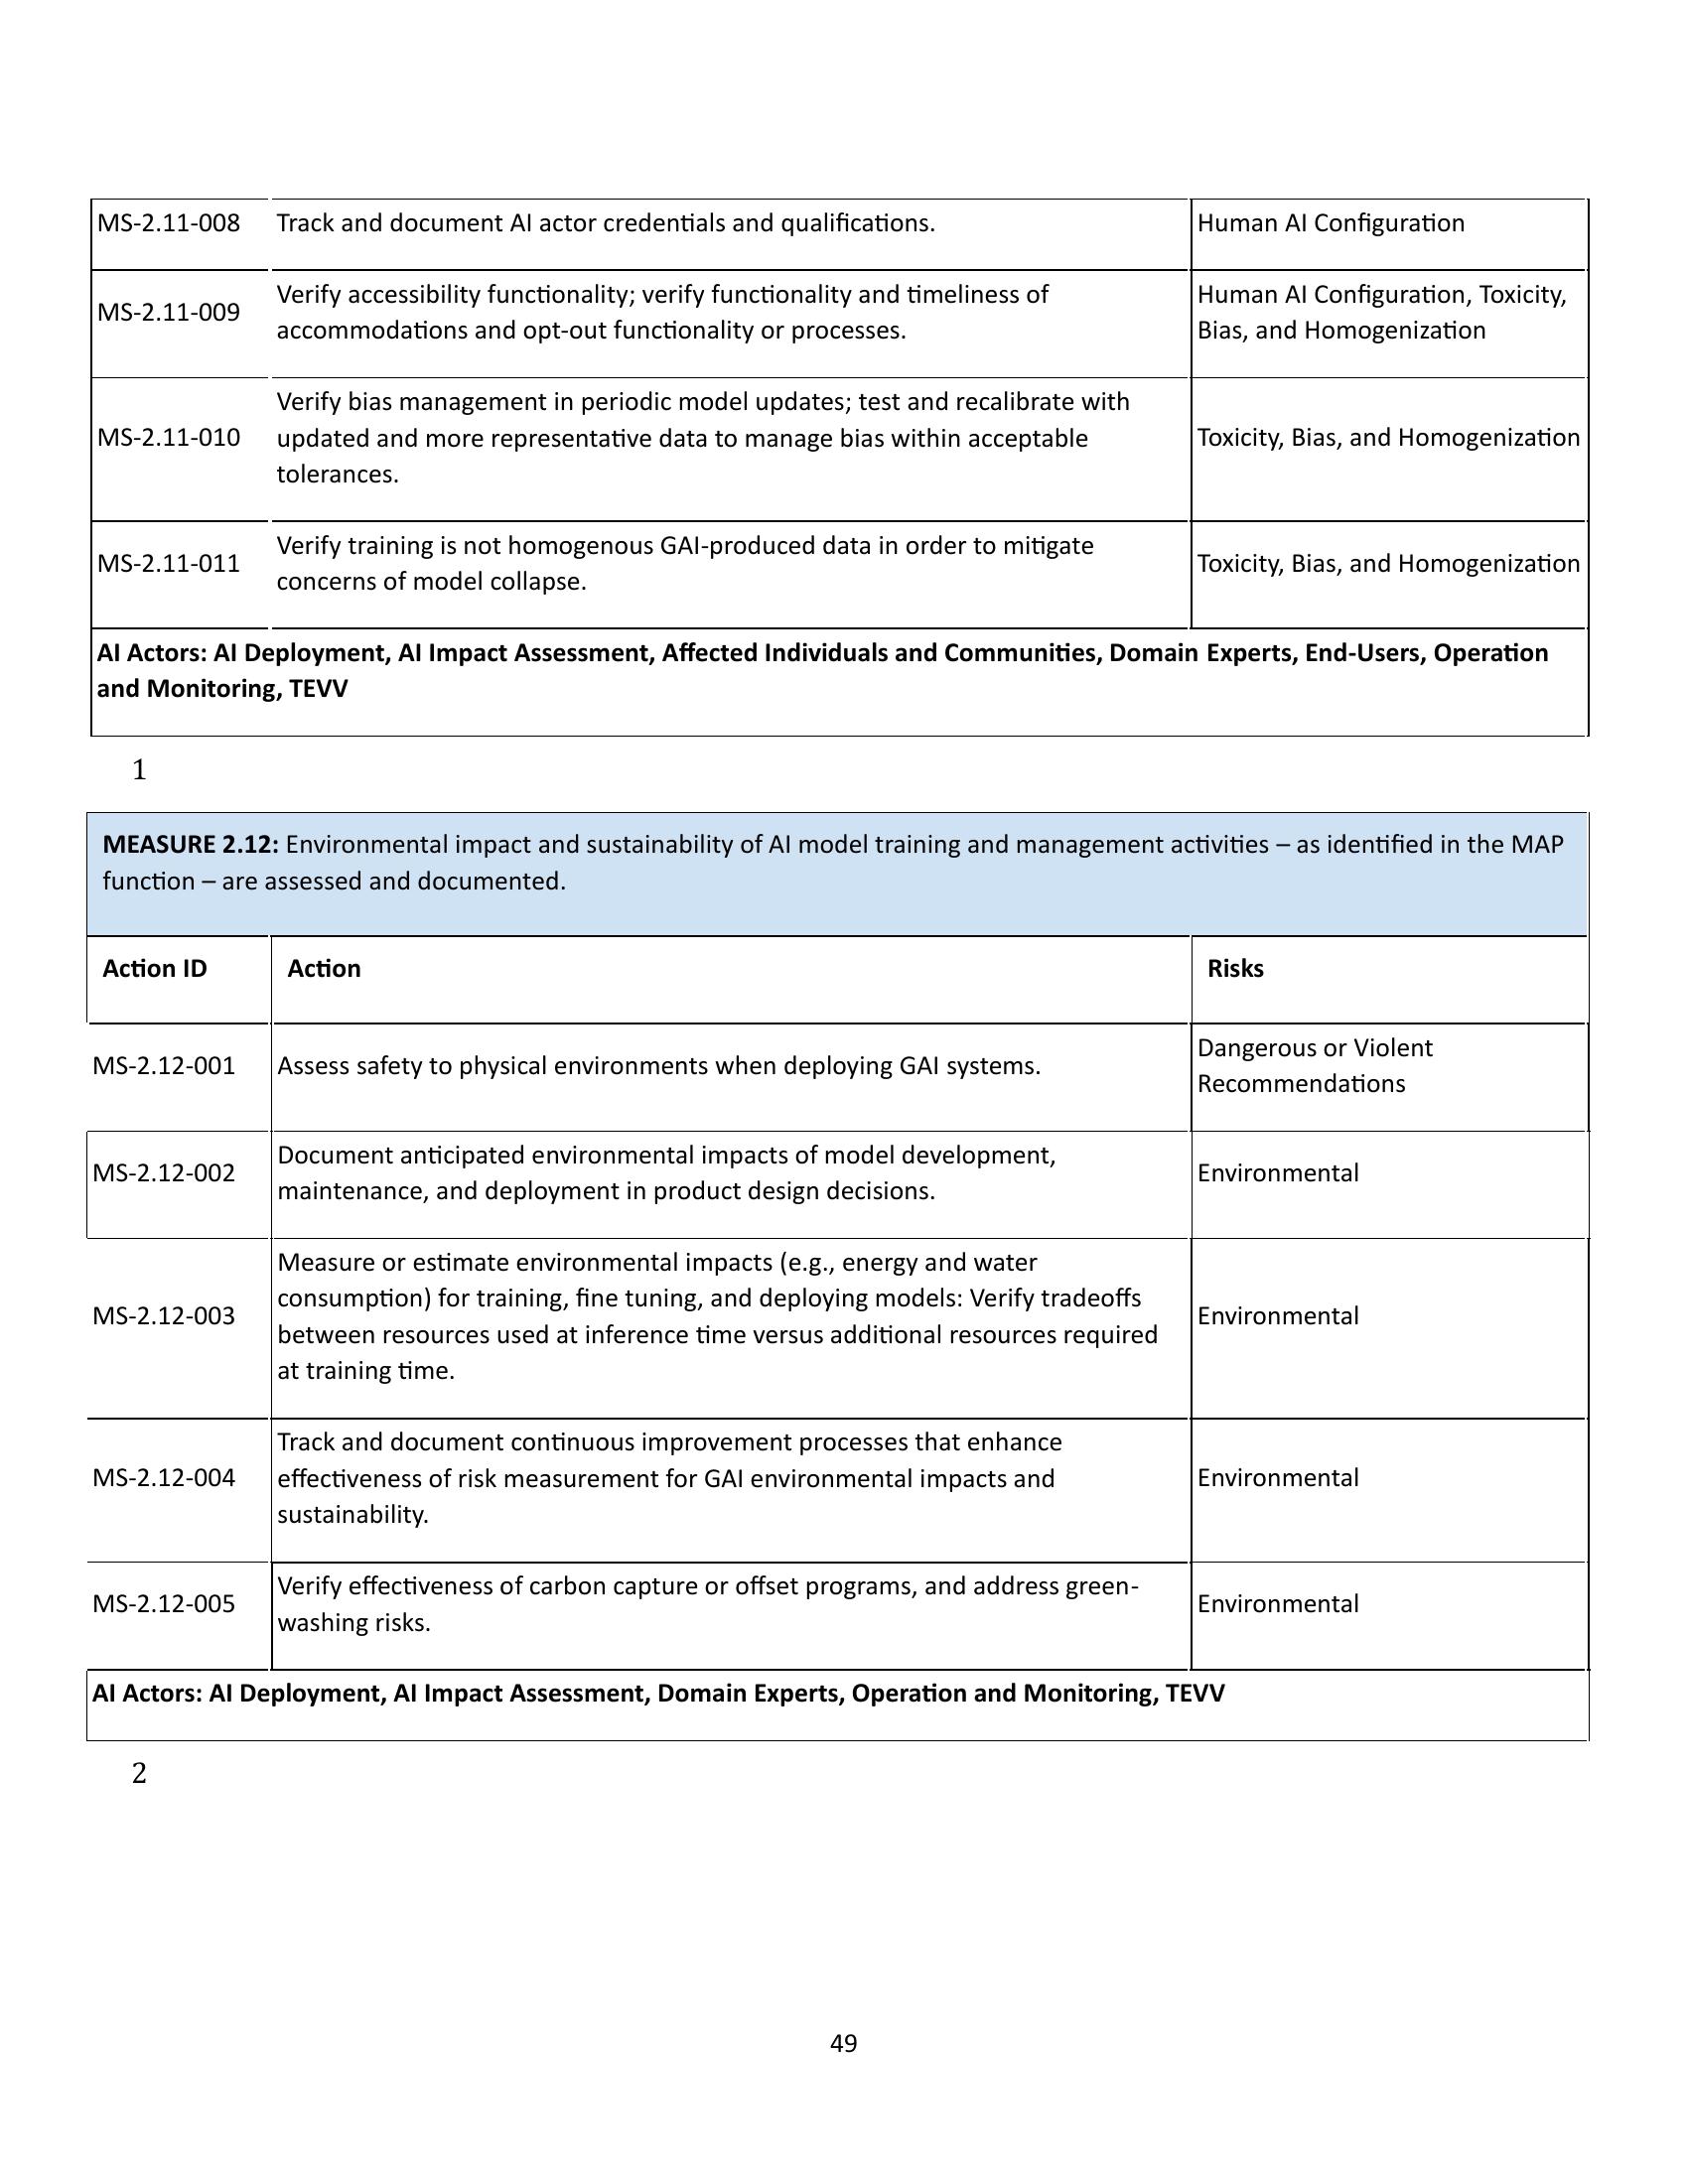 MS-2.11-008 Track and document AI actor credentials and qualifications. Human AI Configuration
MS-2.11-009 Verify accessibility functionality; verify functionality and timeliness of
accommodations and opt-out functionality or processes.
Human AI Configuration, Toxicity,
Bias, and Homogenization
MS-2.11-010 Verify bias management in periodic model updates; test and recalibrate with
updated and more representative data to manage bias within acceptable
tolerances.
Toxicity, Bias, and Homogenization
MS-2.11-011 Verify training is not homogenous GAI-produced data in order to mitigate
concerns of model collapse.
Toxicity, Bias, and Homogenization
AI Actors: AI Deployment, AI Impact Assessment, Affected Individuals and Communities, Domain Experts, End-Users, Operation
and Monitoring, TEVV
1
MEASURE 2.12: Environmental impact and sustainability of AI model training and management activities – as identified in the MAP
function – are assessed and documented.
Action ID Action Risks
MS-2.12-001 Assess safety to physical environments when deploying GAI systems.
Dangerous or Violent
Recommendations
MS-2.12-002 Document anticipated environmental impacts of model development,
maintenance, and deployment in product design decisions.
Environmental
MS-2.12-003 Measure or estimate environmental impacts (e.g., energy and water
consumption) for training, fine tuning, and deploying models: Verify tradeoffs
between resources used at inference time versus additional resources required
at training time.
Environmental
MS-2.12-004 Track and document continuous improvement processes that enhance
effectiveness of risk measurement for GAI environmental impacts and
sustainability.
Environmental
MS-2.12-005 Verify effectiveness of carbon capture or offset programs, and address green-
washing risks.
Environmental
AI Actors: AI Deployment, AI Impact Assessment, Domain Experts, Operation and Monitoring, TEVV
2
49